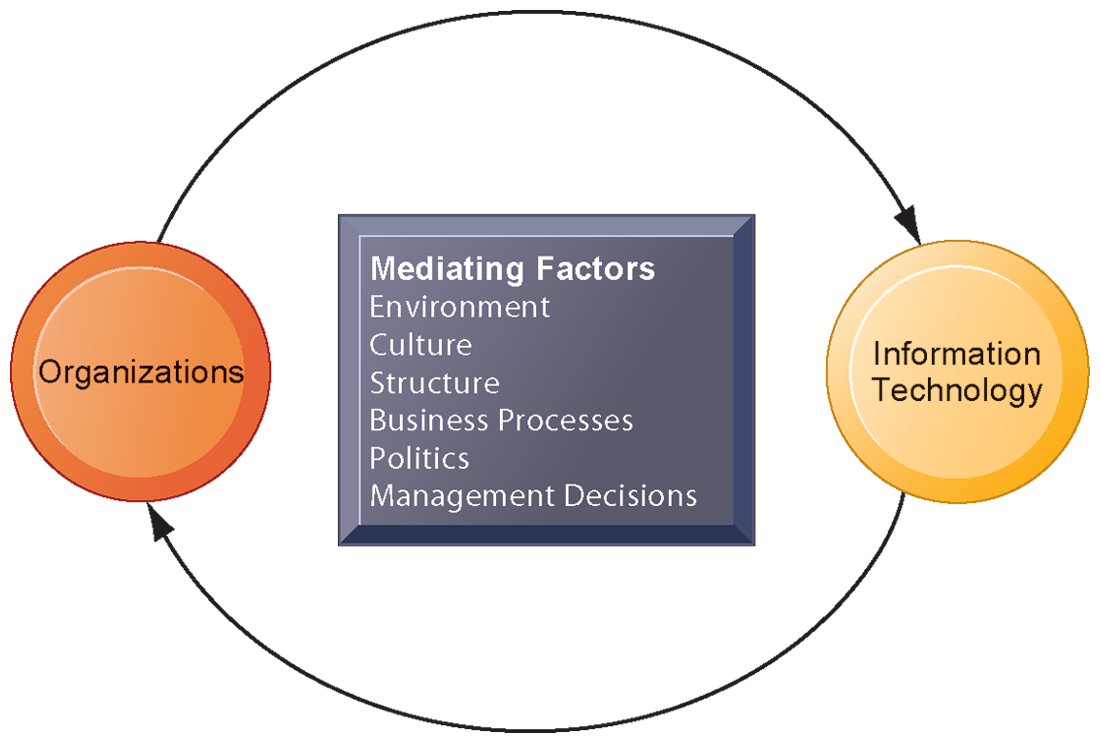 Organizations
Mediating Factors
Environment
Culture
Structure
Business Processes
Politics
Management Decisions
Information
Technology